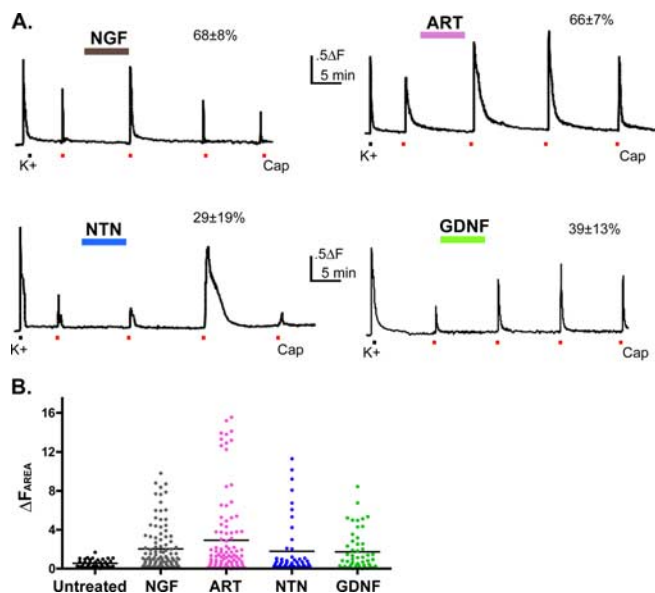 A.
NGF 68±8%
ART 66±7%
.5ΔF
5 min
K+ Cap
K+ Cap
NTN 29±19%
GDNF 39±13%
.5ΔF
5 min
K+ Cap
K+ Cap
B.
ΔFAREA
16
12
8
4
0
Untreated NGF ART NTN GDNF